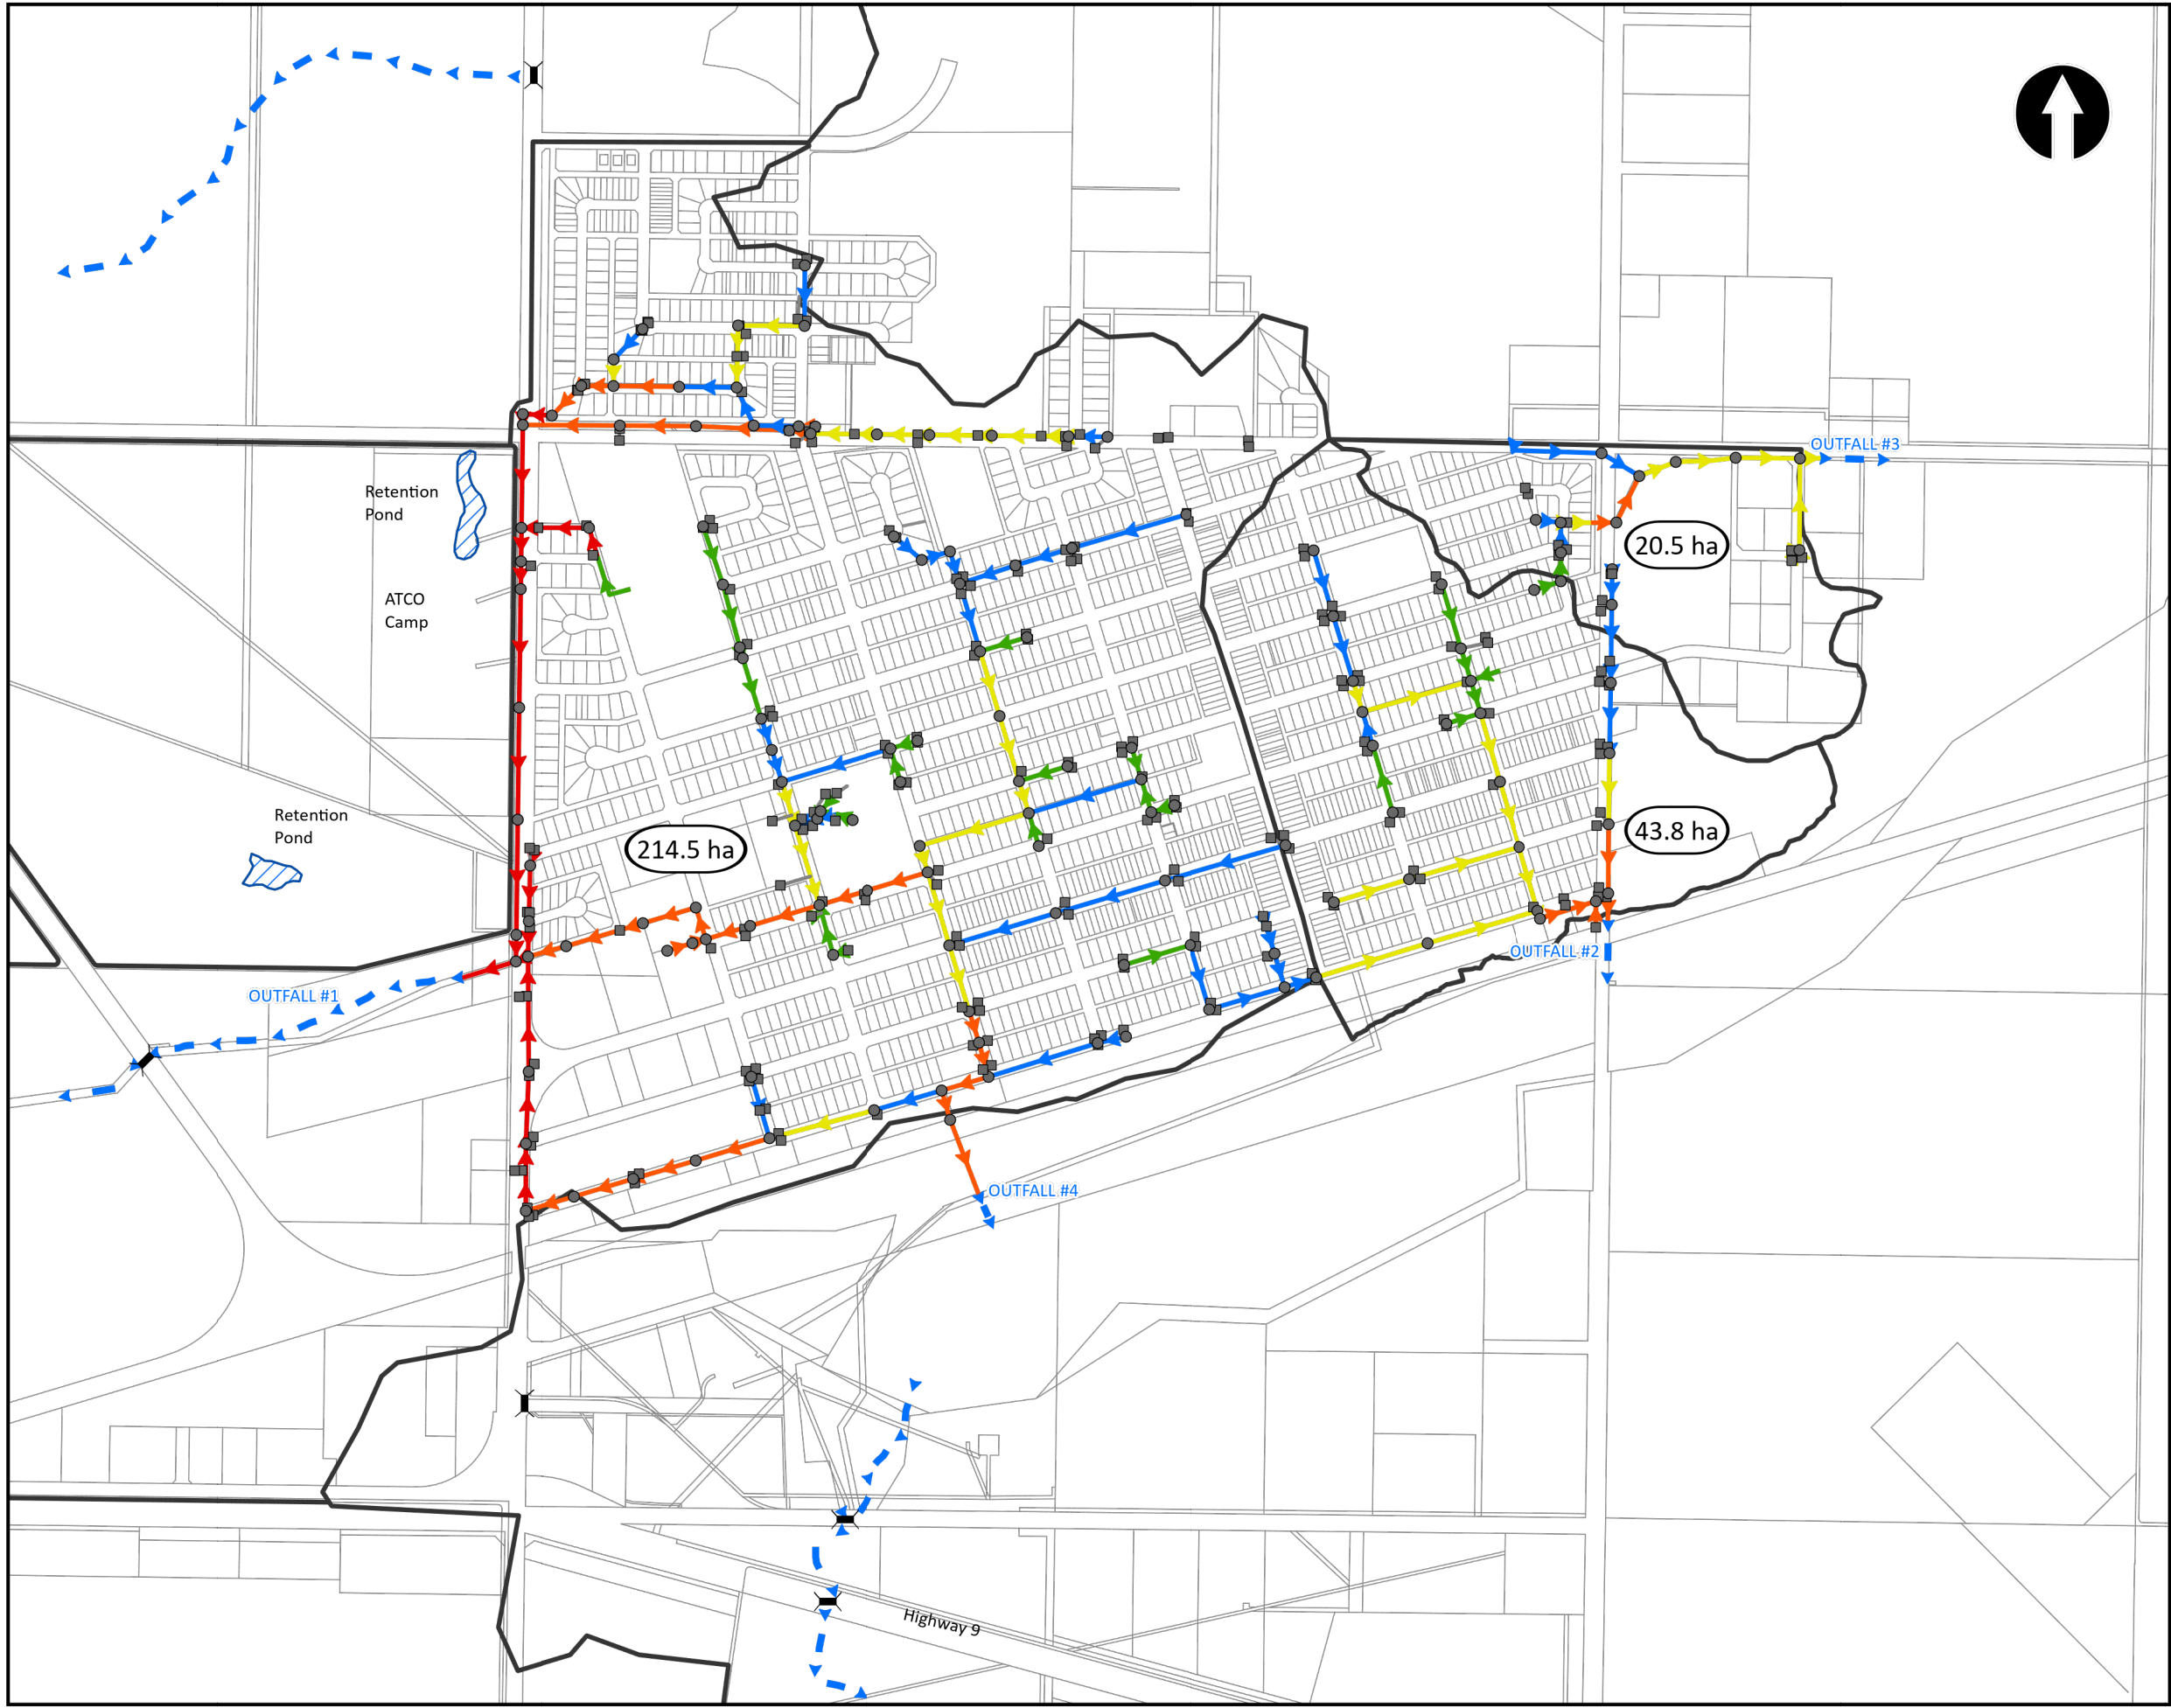 OUTFALL #3
Retention
Pond
20.5 ha
ATCO
Camp
Retention
Pond
214.5 ha
43.8 ha
OUTFALL #2
OUTFALL #1
OUTFALL #4
Highway 9